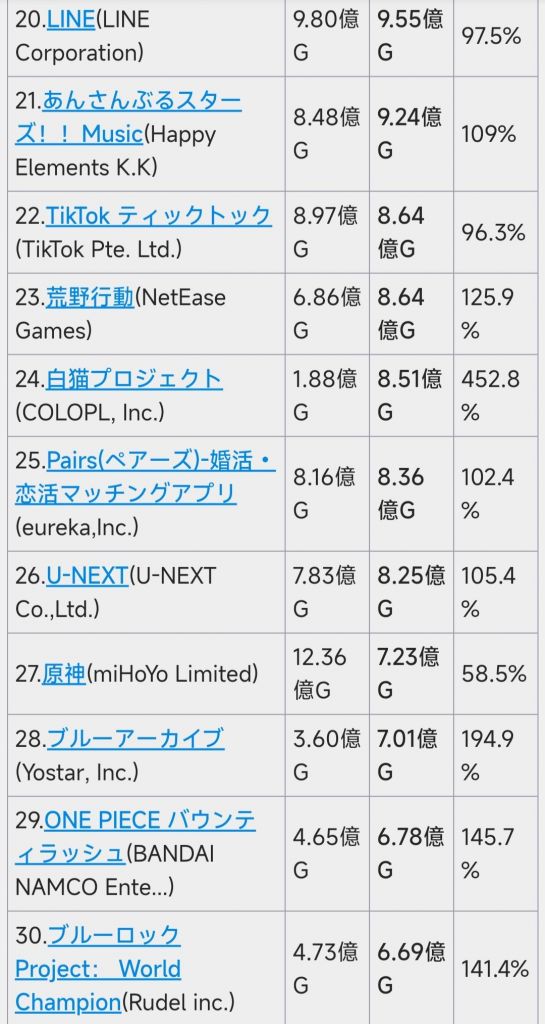 20.LINE(LINE
Corporation)
9.80億
G
9.55億
G
97.5%
21.あんさんぶるスター
ズ！！Music(Happy
Elements K.K)
8.48億
G
9.24億
G
109%
22.TikTok ティックトック
(TikTok Pte. Ltd.)
8.97億
G
8.64
億G
96.3%
23.荒野行動(NetEase
Games)
6.86億
G
8.64
億G
125.9
%
24.白猫プロジェクト
(COLOPL, Inc.)
1.88億
G
8.51億
G
452.8
%
25.Pairs(ペアーズ)-婚活・
恋活マッチングアプリ
(eureka,Inc.)
8.16億
G
8.36
億G
102.4
%
26.U-NEXT(U-NEXT
Co.,Ltd.)
7.83億
G
8.25億
G
105.4
%
27.原神(miHoYo Limited)
12.36
億G
7.23億
G
58.5%
28.ブルーアーカイブ
(Yostar, Inc.)
3.60億
G
7.01億
G
194.9
%
29.ONE PIECE バウンテ
ィラッシュ(BANDAI
NAMCO Ente...)
4.65億
G
6.78億
G
145.7
%
30.ブルーロック
Project： World
Champion(Rudel inc.)
4.73億
G
6.69億
G
141.4%